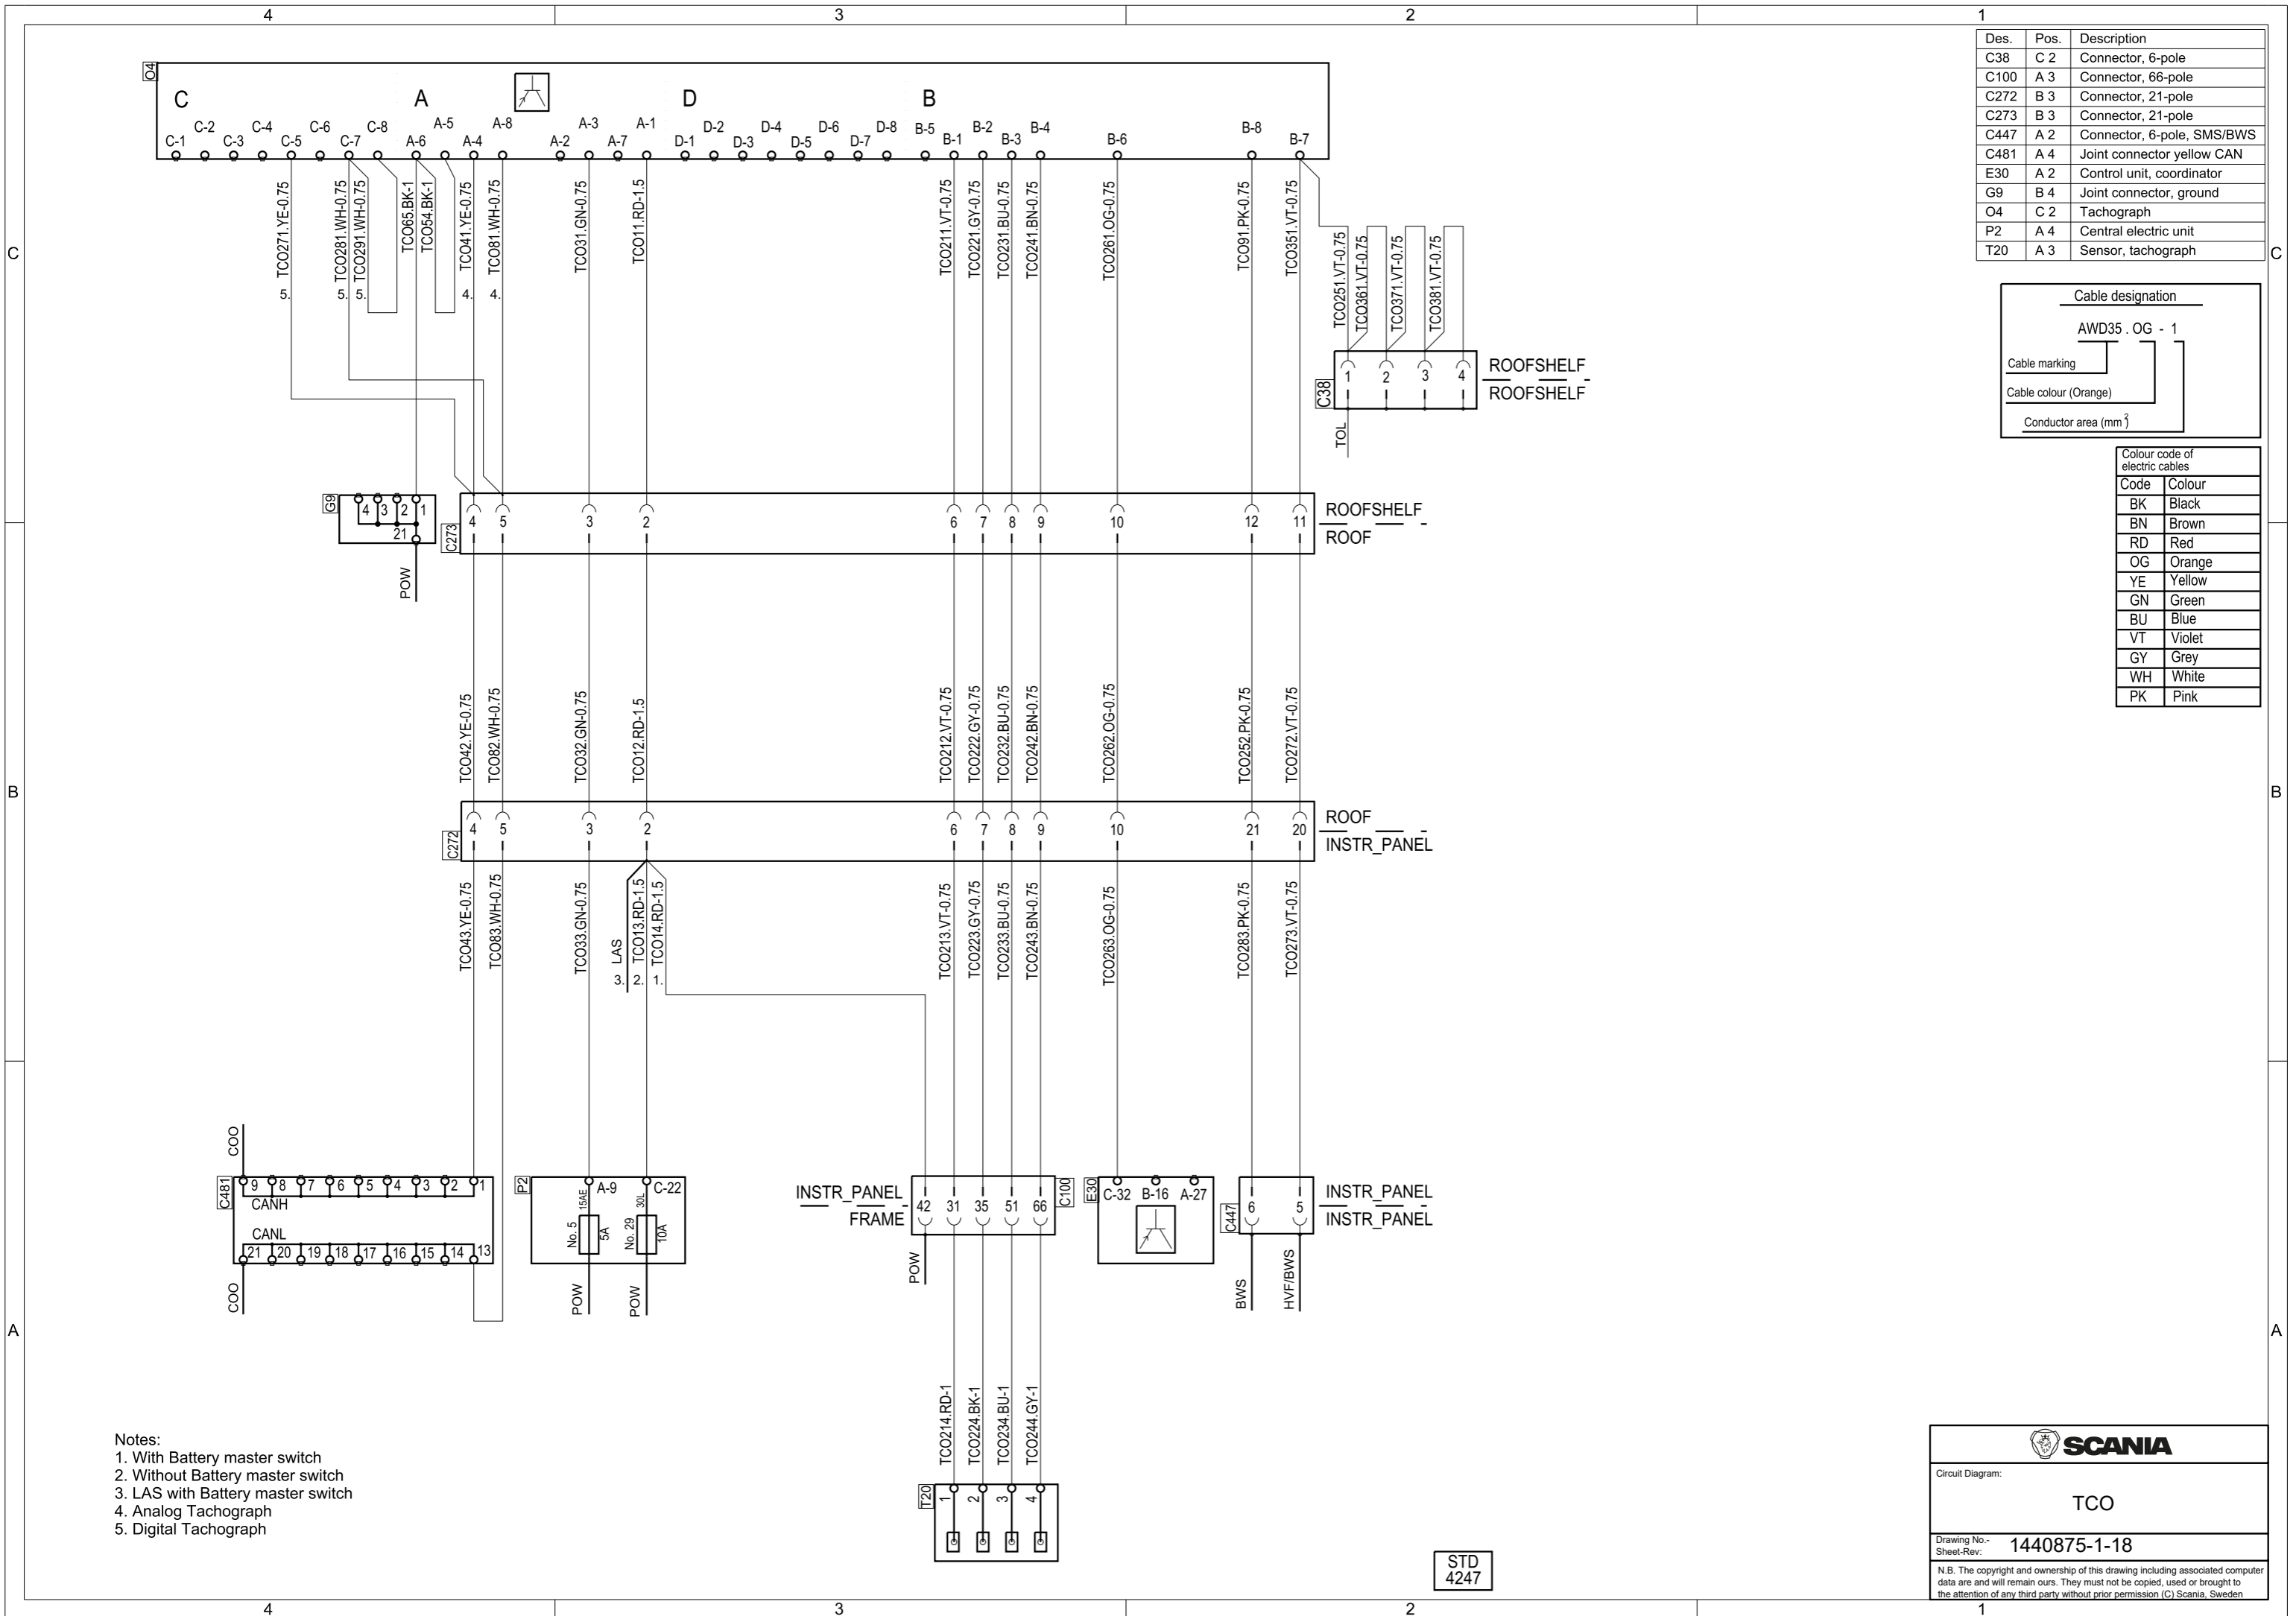 4 3 2 1
O4
C A D B
C-1 C-2 C-3 C-4 C-5 C-6 C-7 C-8 A-6 A-5 A-4 A-8 A-2 A-3 A-7 A-1 D-1 D-2 D-3 D-4 D-5 D-6 D-7 D-8 B-5 B-1 B-2 B-3 B-4 B-6 B-8 B-7
TCO271.YE-0.75
TCO281.WH-0.75
TCO291.WH-0.75
TCO65.BK-1
TCO54.BK-1
TCO41.YE-0.75
TCO81.WH-0.75
TCO31.GN-0.75
TCO11.RD-1.5
TCO211.VT-0.75
TCO221.GY-0.75
TCO231.BU-0.75
TCO241.BN-0.75
TCO261.OG-0.75
TCO91.PK-0.75
TCO351.VT-0.75
TCO251.VT-0.75
TCO361.VT-0.75
TCO371.VT-0.75
TCO381.VT-0.75
5. 5. 5. 4. 4.
C38
1 2 3 4
ROOFSHELF
ROOFSHELF
TOL
G9
4 3 2 1
21
POW
C273
4 5 3 2 6 7 8 9 10 12 11
ROOFSHELF
ROOF
TCO42.YE-0.75
TCO82.WH-0.75
TCO32.GN-0.75
TCO12.RD-1.5
TCO212.VT-0.75
TCO222.GY-0.75
TCO232.BU-0.75
TCO242.BN-0.75
TCO262.OG-0.75
TCO252.PK-0.75
TCO272.VT-0.75
C272
4 5 3 2 6 7 8 9 10 21 20
ROOF
INSTR_PANEL
TCO43.YE-0.75
TCO83.WH-0.75
TCO33.GN-0.75
LAS
TCO13.RD-1.5
TCO14.RD-1.5
3. 2. 1.
TCO213.VT-0.75
TCO223.GY-0.75
TCO233.BU-0.75
TCO243.BN-0.75
TCO263.OG-0.75
TCO283.PK-0.75
TCO273.VT-0.75
COO
C481
9 8 7 6 5 4 3 2 1
CANH
CANL
21 20 19 18 17 16 15 14 13
COO
P2
A-9 C-22
15AE 30L
No. 5 5A No. 29 10A
POW POW
INSTR_PANEL
FRAME
42 31 35 51 66
C100
POW
E30
C-32 B-16 A-27
C447
6 5
INSTR_PANEL
INSTR_PANEL
BWS HVF/BWS
TCO214.RD-1
TCO224.BK-1
TCO234.BU-1
TCO244.GY-1
T20
1 2 3 4
Notes:
1. With Battery master switch
2. Without Battery master switch
3. LAS with Battery master switch
4. Analog Tachograph
5. Digital Tachograph
STD
4247
Des. Pos. Description
C38 C 2 Connector, 6-pole
C100 A 3 Connector, 66-pole
C272 B 3 Connector, 21-pole
C273 B 3 Connector, 21-pole
C447 A 2 Connector, 6-pole, SMS/BWS
C481 A 4 Joint connector yellow CAN
E30 A 2 Control unit, coordinator
G9 B 4 Joint connector, ground
O4 C 2 Tachograph
P2 A 4 Central electric unit
T20 A 3 Sensor, tachograph
Cable designation
AWD35 . OG - 1
Cable marking
Cable colour (Orange)
Conductor area (mm²)
Colour code of
electric cables
Code Colour
BK Black
BN Brown
RD Red
OG Orange
YE Yellow
GN Green
BU Blue
VT Violet
GY Grey
WH White
PK Pink
SCANIA
Circuit Diagram:
TCO
Drawing No.-
Sheet-Rev: 1440875-1-18
N.B. The copyright and ownership of this drawing including associated computer
data are and will remain ours. They must not be copied, used or brought to
the attention of any third party without prior permission (C) Scania, Sweden
C C
B B
A A
4 3 2 1